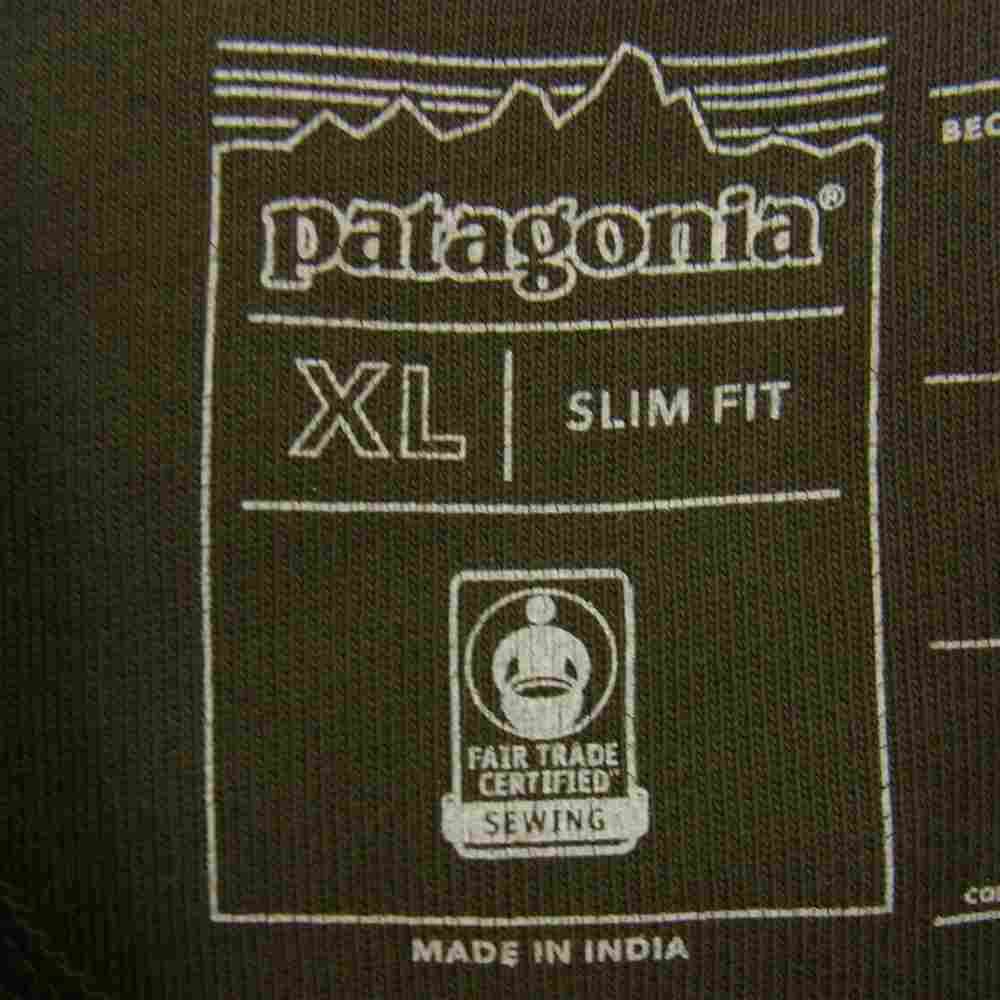 patagonia®
XL SLIM FIT
FAIR TRADE
CERTIFIED™
SEWING
MADE IN INDIA